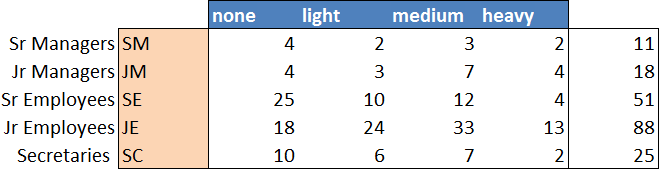 none light medium heavy
Sr Managers SM 4 2 3 2 11
Jr Managers JM 4 3 7 4 18
Sr Employees SE 25 10 12 4 51
Jr Employees JE 18 24 33 13 88
Secretaries SC 10 6 7 2 25